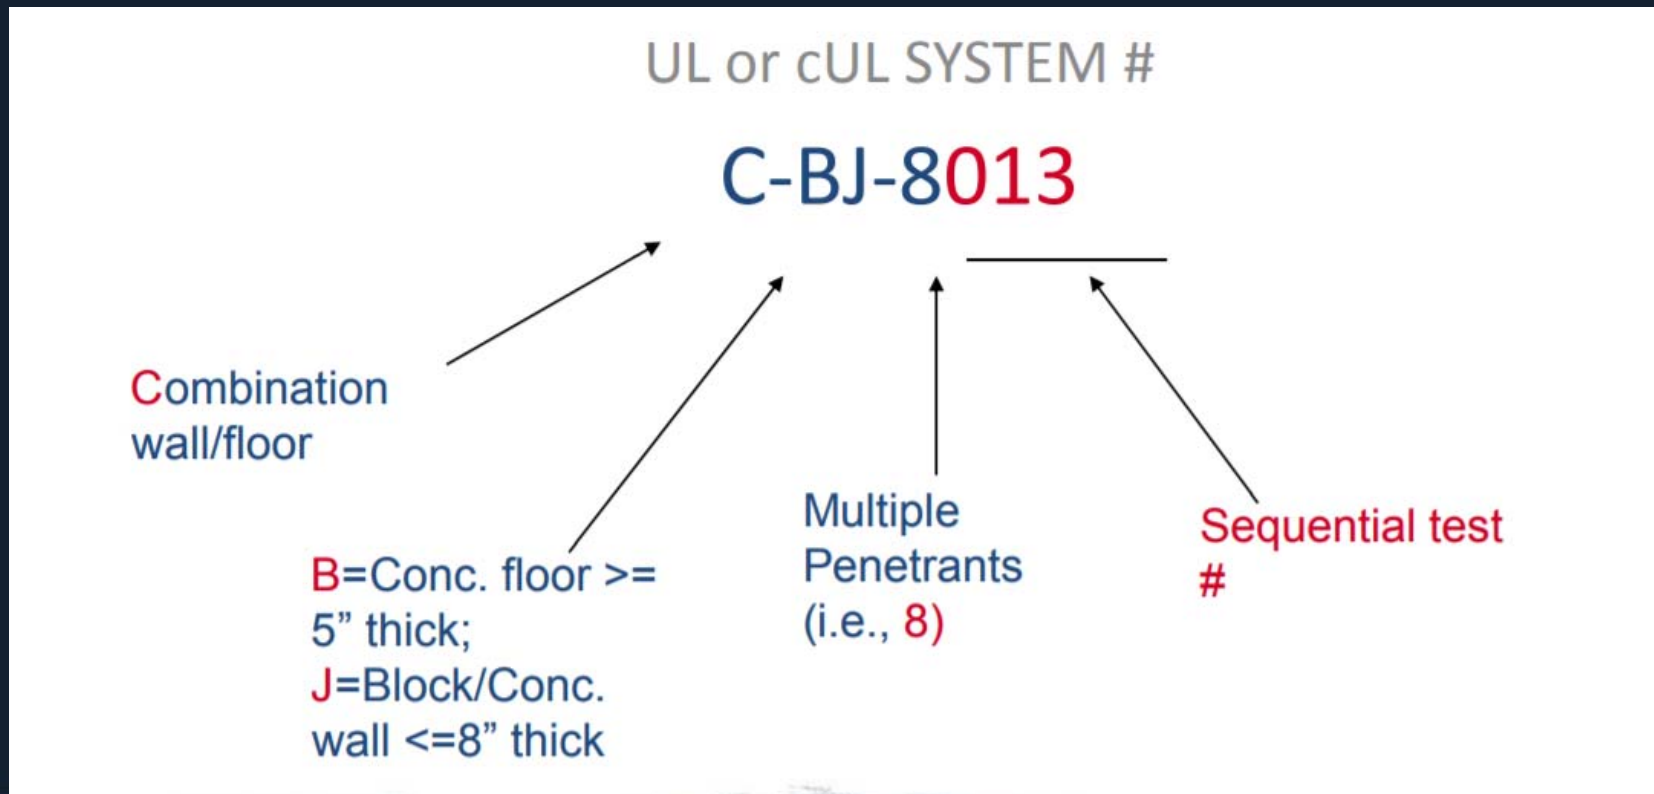 UL or cUL SYSTEM #
C-BJ-8013
Combination
wall/floor
B=Conc. floor >=
5” thick;
J=Block/Conc.
wall <=8” thick
Multiple
Penetrants
(i.e., 8)
Sequential test
#